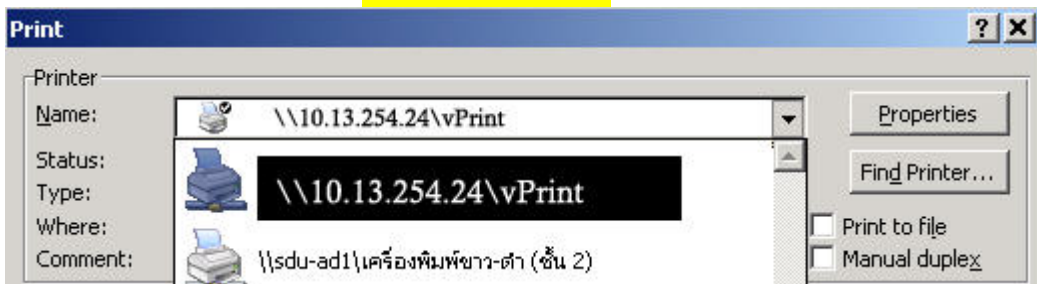 Print
Printer
Name:
\\10.13.254.24\vPrint
Properties
Status:
\\10.13.254.24\vPrint
Find Printer...
Type:
Where:
Print to file
Comment:
\\sdu-ad1\เครื่องพิมพ์ขาว-ดำ (ชั้น 2)
Manual duplex